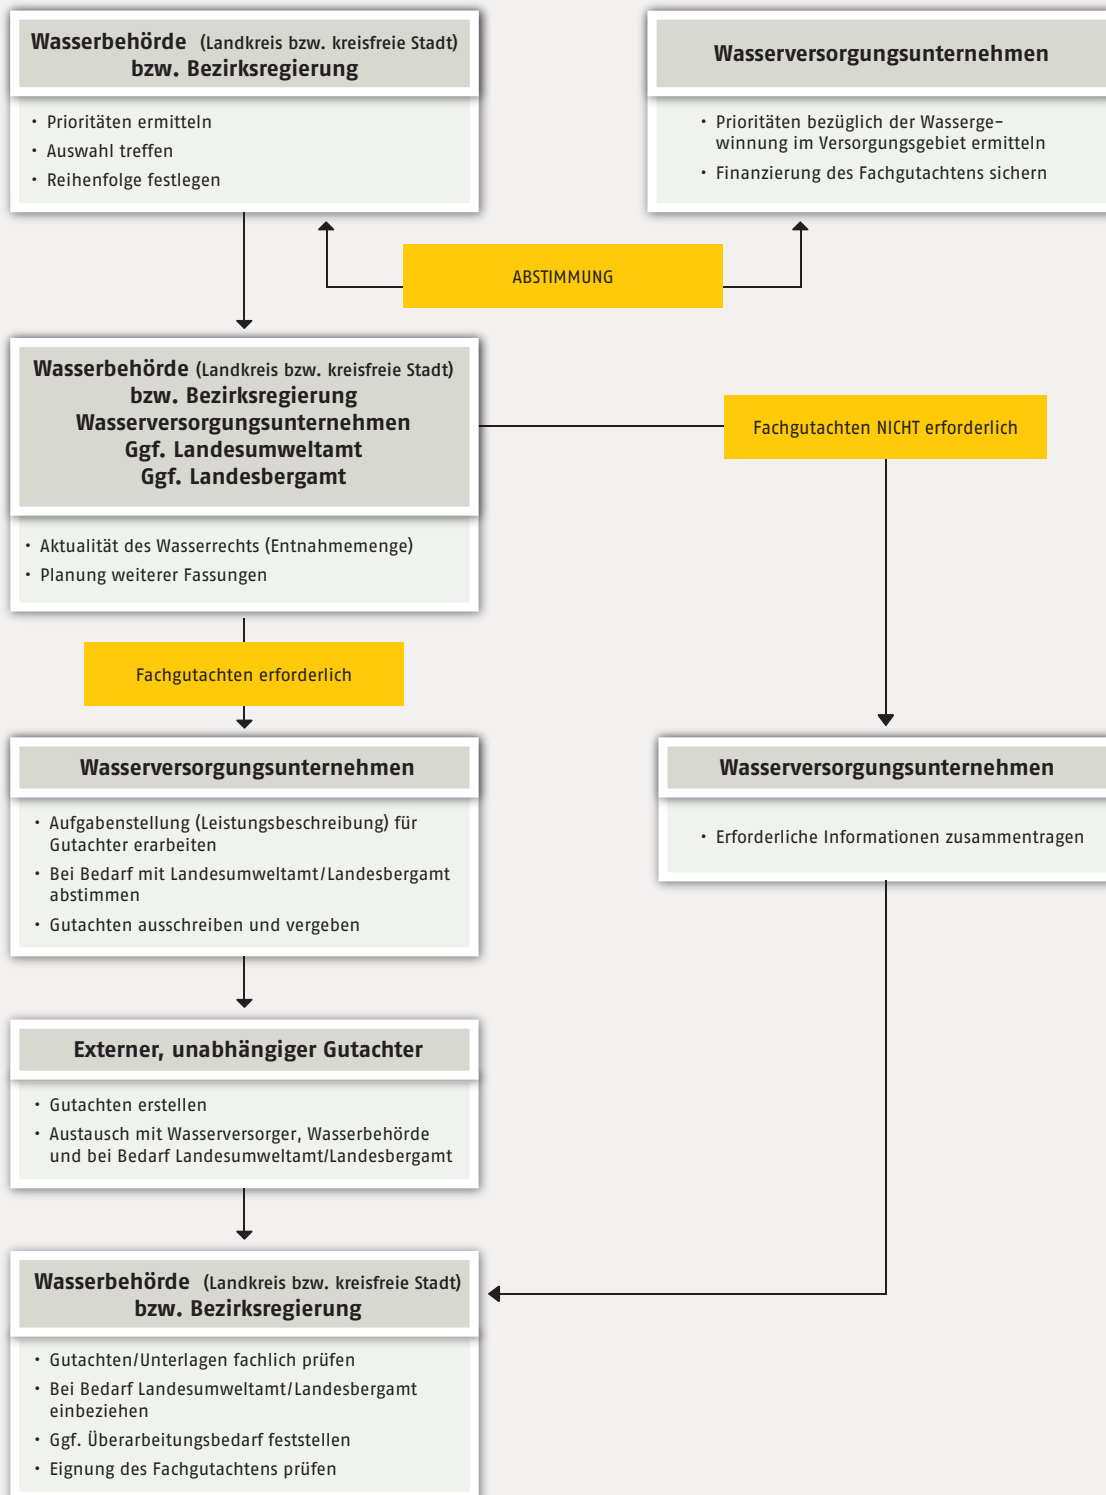 Wasserbehörde (Landkreis bzw. kreisfreie Stadt)
bzw. Bezirksregierung
• Prioritäten ermitteln
• Auswahl treffen
• Reihenfolge festlegen
Wasserversorgungsunternehmen
• Prioritäten bezüglich der Wasserge-
winnung im Versorgungsgebiet ermitteln
• Finanzierung des Fachgutachtens sichern
ABSTIMMUNG
Wasserbehörde (Landkreis bzw. kreisfreie Stadt)
bzw. Bezirksregierung
Wasserversorgungsunternehmen
Ggf. Landesumweltamt
Ggf. Landesbergamt
• Aktualität des Wasserrechts (Entnahmemenge)
• Planung weiterer Fassungen
Fachgutachten NICHT erforderlich
Fachgutachten erforderlich
Wasserversorgungsunternehmen
• Aufgabenstellung (Leistungsbeschreibung) für
Gutachter erarbeiten
• Bei Bedarf mit Landesumweltamt/Landesbergamt
abstimmen
• Gutachten ausschreiben und vergeben
Wasserversorgungsunternehmen
• Erforderliche Informationen zusammentragen
Externer, unabhängiger Gutachter
• Gutachten erstellen
• Austausch mit Wasserversorger, Wasserbehörde
und bei Bedarf Landesumweltamt/Landesbergamt
Wasserbehörde (Landkreis bzw. kreisfreie Stadt)
bzw. Bezirksregierung
• Gutachten/Unterlagen fachlich prüfen
• Bei Bedarf Landesumweltamt/Landesbergamt
einbeziehen
• Ggf. Überarbeitungsbedarf feststellen
• Eignung des Fachgutachtens prüfen